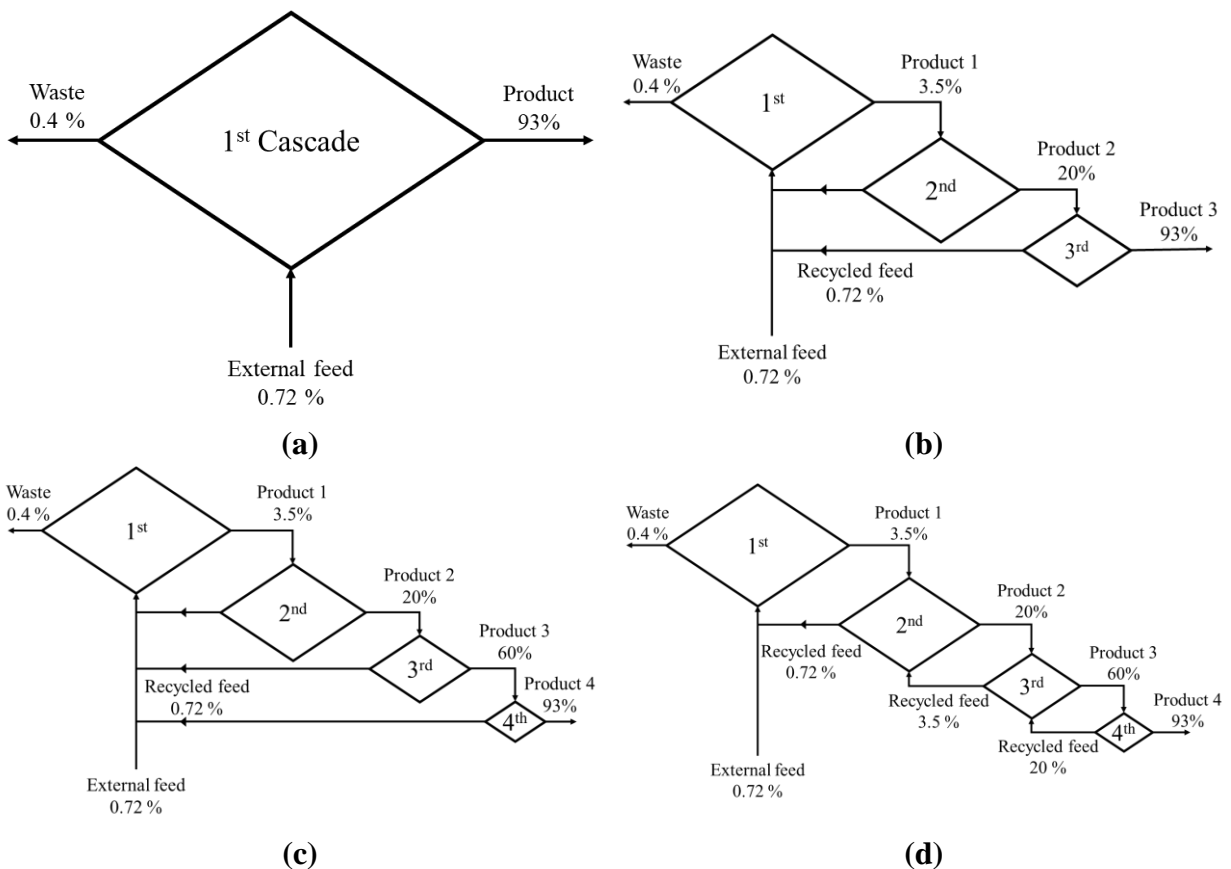 Waste
0.4 %
1st Cascade
Product
93%
External feed
0.72 %
(a)
Waste
0.4 %
1st
Product 1
3.5%
2nd
Product 2
20%
3rd
Product 3
93%
Recycled feed
0.72 %
External feed
0.72 %
(b)
Waste
0.4 %
1st
Product 1
3.5%
2nd
Product 2
20%
3rd
Product 3
60%
4th
Product 4
93%
Recycled feed
0.72 %
External feed
0.72 %
(c)
Waste
0.4 %
1st
Product 1
3.5%
2nd
Product 2
20%
Recycled feed
0.72 %
3rd
Product 3
60%
Recycled feed
3.5 %
4th
Product 4
93%
Recycled feed
20 %
External feed
0.72 %
(d)